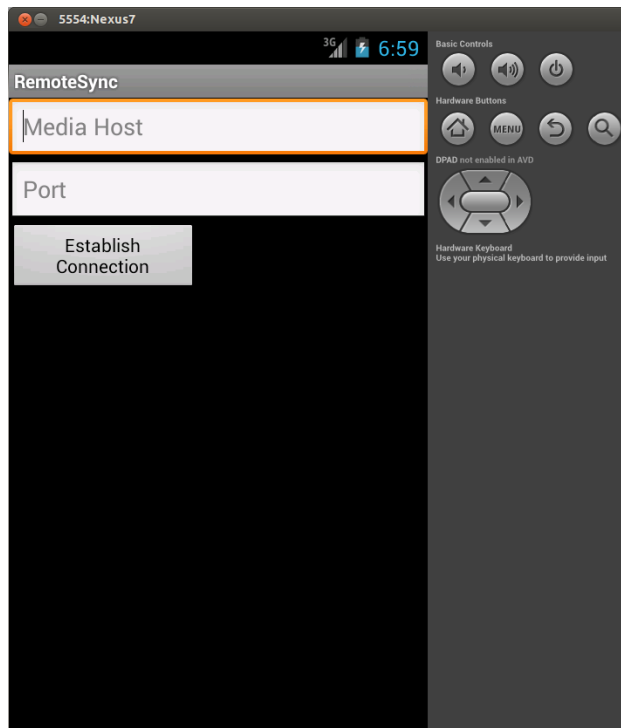 5554:Nexus7
3G 6:59
RemoteSync
Media Host
Port
Establish
Connection
Basic Controls
Hardware Buttons
MENU
DPAD not enabled in AVD
Hardware Keyboard
Use your physical keyboard to provide input